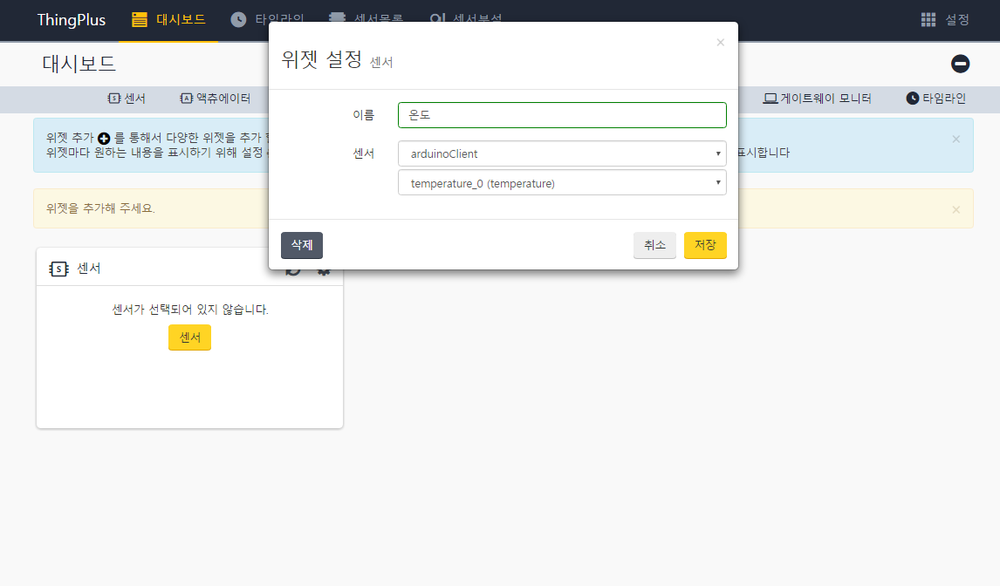 ThingPlus 대시보드 타임라인 센서목록 센서분석 설정
대시보드
센서 액츄에이터 게이트웨이 모니터 타임라인
위젯 설정 센서
×
이름 온도
센서 arduinoClient
temperature_0 (temperature)
삭제 취소 저장
위젯 추가 를 통해서 다양한 위젯을 추가
위젯마다 원하는 내용을 표시하기 위해 설정 표시합니다
×
위젯을 추가해 주세요.
×
S 센서
센서가 선택되어 있지 않습니다.
센서